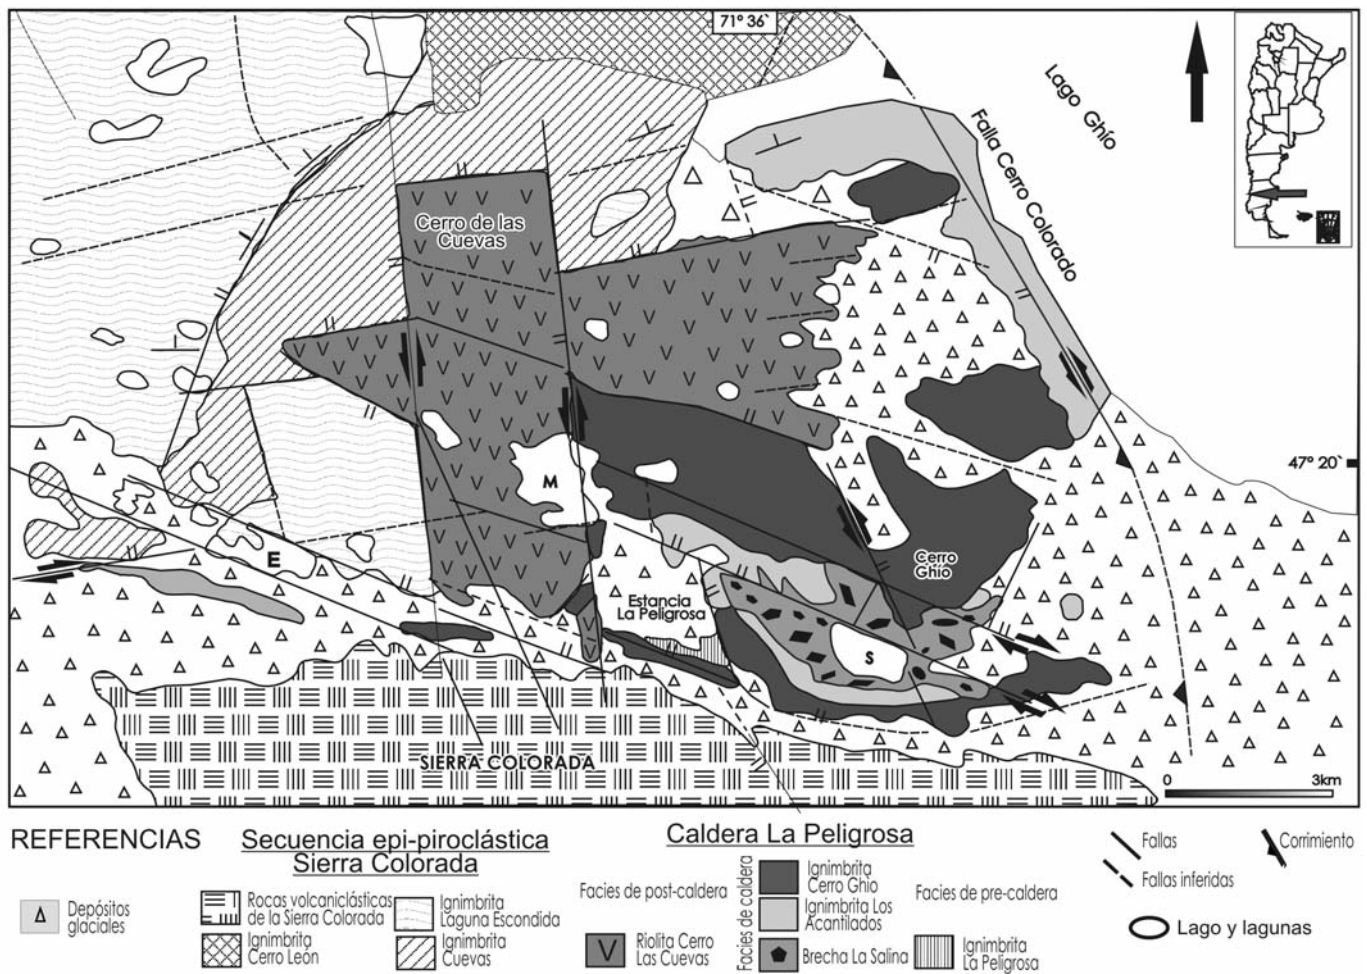 71° 36`
Lago Ghío
Falla Cerro Colorado
Cerro de las
Cuevas
47° 20`
M
E
Cerro
Ghío
Estancia
La Peligrosa
S
SIERRA COLORADA
0
3km
REFERENCIAS
Depósitos
glaciales
Secuencia epi-piroclástica
Sierra Colorada
Rocas volcaniclásticas
de la Sierra Colorada
Ignimbrita
Cerro León
Ignimbrita
Laguna Escondida
Ignimbrita
Cuevas
Caldera La Peligrosa
Facies de post-caldera
Riolita Cerro
Las Cuevas
Facies de caldera
Ignimbrita
Cerro Ghío
Ignimbrita Los
Acantilados
Brecha La Salina
Facies de pre-caldera
Ignimbrita
La Peligrosa
Fallas
Corrimiento
Fallas inferidas
Lago y lagunas